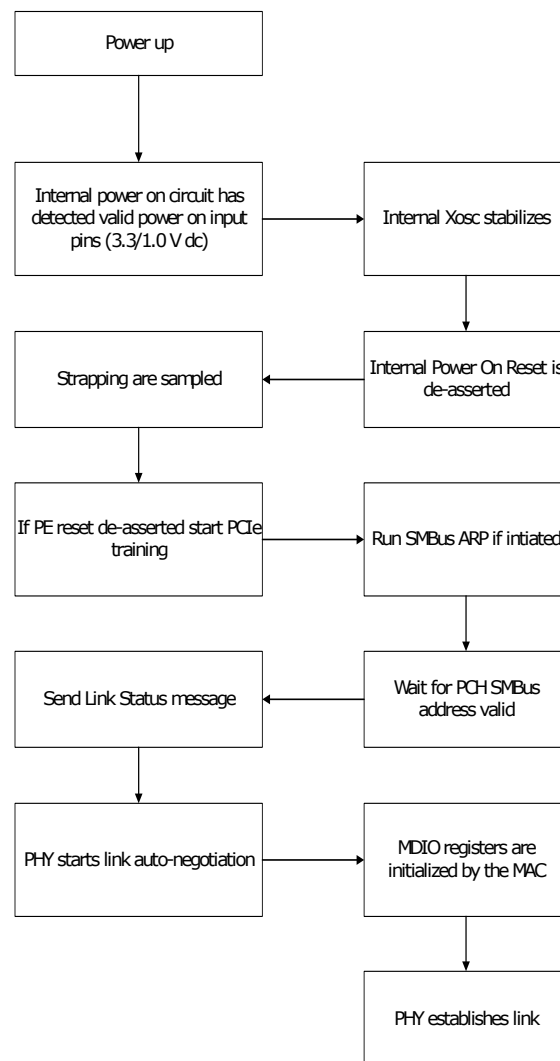 Power up
Internal power on circuit has
detected valid power on input
pins (3.3/1.0 V dc)
Internal Xosc stabilizes
Internal Power On Reset is
de-asserted
Strapping are sampled
If PE reset de-asserted start PCIe
training
Run SMBus ARP if intiated
Wait for PCH SMBus
address valid
Send Link Status message
PHY starts link auto-negotiation
MDIO registers are
initialized by the MAC
PHY establishes link